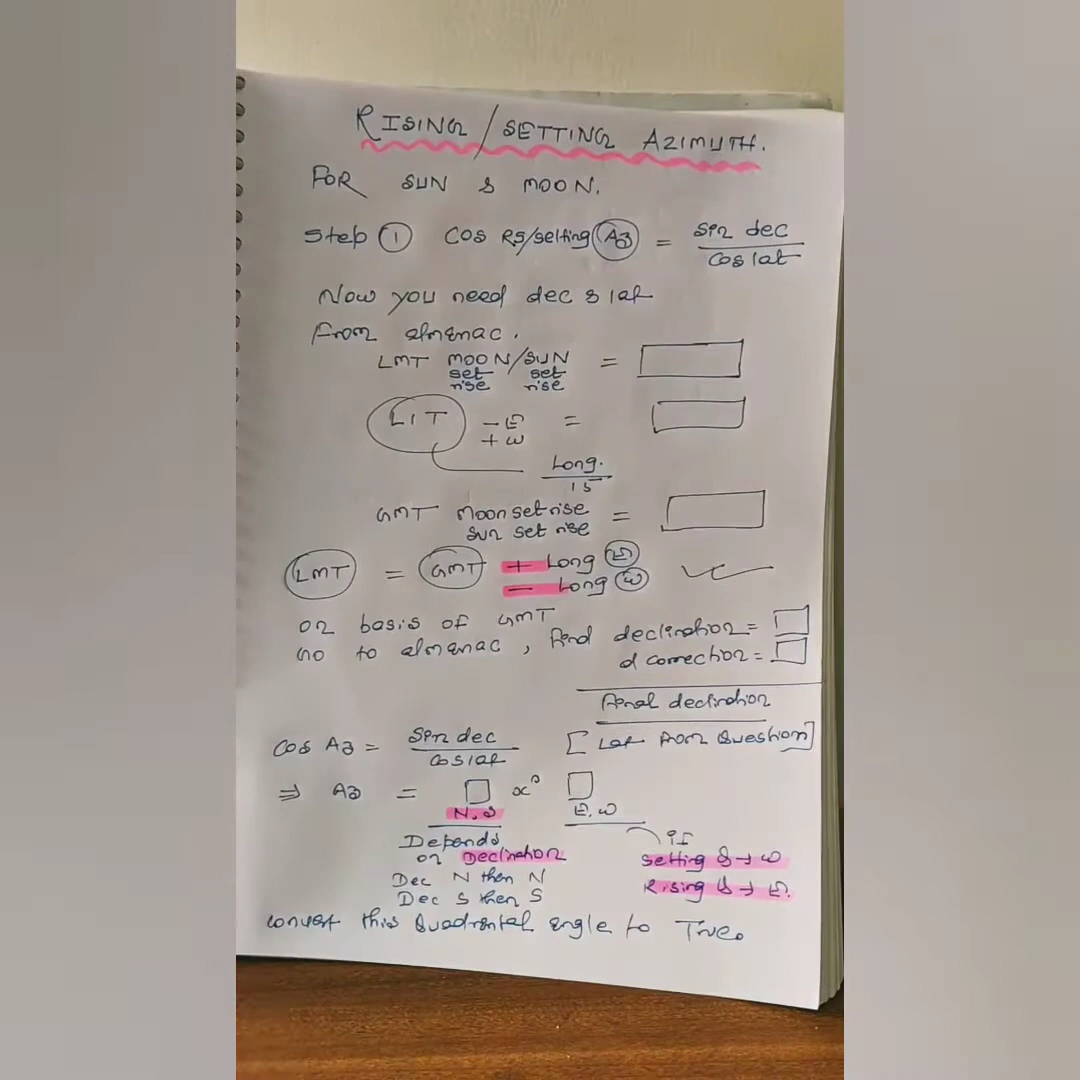 RISING / SETTING AZIMUTH.
FOR SUN & MOON.
Step ① Cos Rs/setting Az = sin dec / cos lat
Now you need dec & lat
from almanac.
LMT MOON/SUN =
set set
rise rise
LIT - E + W =
Long. / 15
GMT Moon set rise =
sun set rise
LMT = GMT + Long E
- Long W
on basis of GMT
Go to almanac, find declination =
d correction =
Final declination
Cos Az = sin dec / cos lat [Lat from Question]
⇒ Az = x°
N.S E.W
Depends if
on Declination setting → W
Dec N then N Rising → E.
Dec S then S
convert this Quadrantal angle to True.